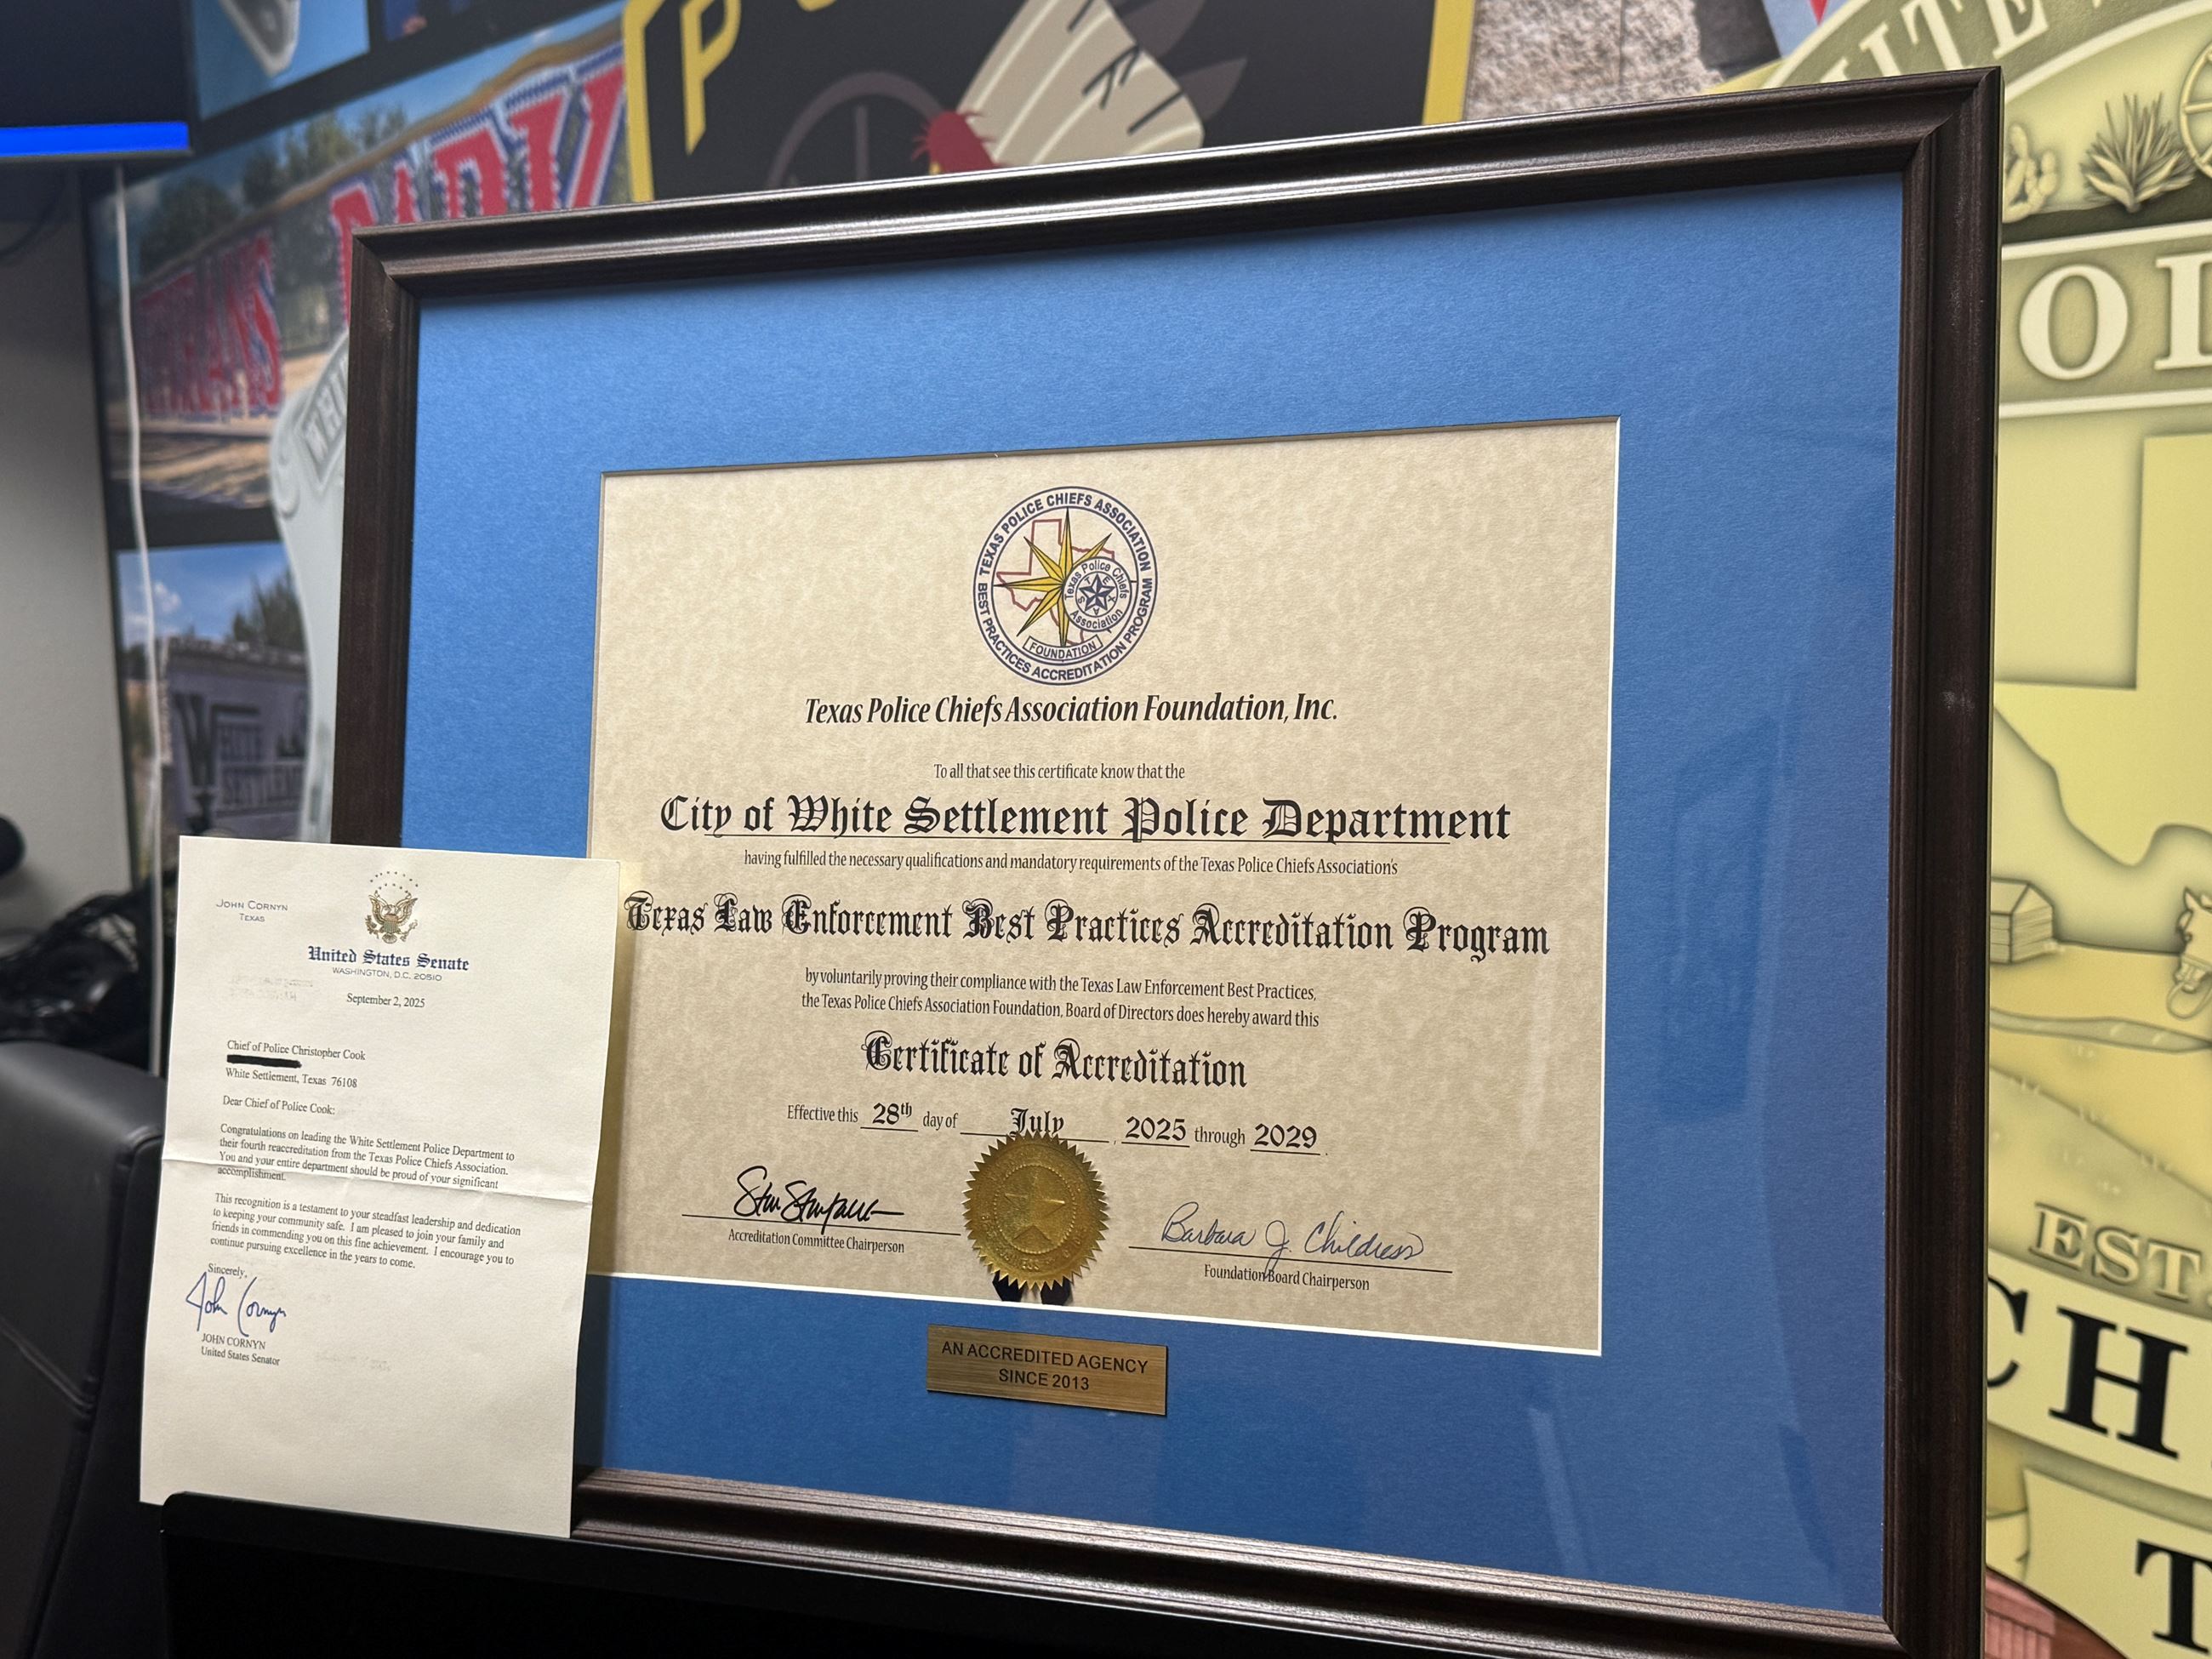 TEXAS POLICE CHIEFS ASSOCIATION
BEST PRACTICES ACCREDITATION PROGRAM
Texas Police Chiefs
Association
TEXAS
FOUNDATION
Texas Police Chiefs Association Foundation, Inc.
To all that see this certificate know that the
City of White Settlement Police Department
having fulfilled the necessary qualifications and mandatory requirements of the Texas Police Chiefs Association's
Texas Law Enforcement Best Practices Accreditation Program
by voluntarily proving their compliance with the Texas Law Enforcement Best Practices,
the Texas Police Chiefs Association Foundation, Board of Directors does hereby award this
Certificate of Accreditation
Effective this 28th day of July, 2025 through 2029.
Accreditation Committee Chairperson
Barbara J. Childress
Foundation Board Chairperson
AN ACCREDITED AGENCY
SINCE 2013
JOHN CORNYN
TEXAS
United States Senate
WASHINGTON, D.C. 20510
September 2, 2025
Chief of Police Christopher Cook
White Settlement, Texas 76108
Dear Chief of Police Cook:
Congratulations on leading the White Settlement Police Department to
their fourth reaccreditation from the Texas Police Chiefs Association.
You and your entire department should be proud of your significant
accomplishment.
This recognition is a testament to your steadfast leadership and dedication
to keeping your community safe. I am pleased to join your family and
friends in commending you on this fine achievement. I encourage you to
continue pursuing excellence in the years to come.
Sincerely,
John Cornyn
JOHN CORNYN
United States Senator
WHITE
SETTLEME
PARK
P
ITE
OL
EST
CH
T